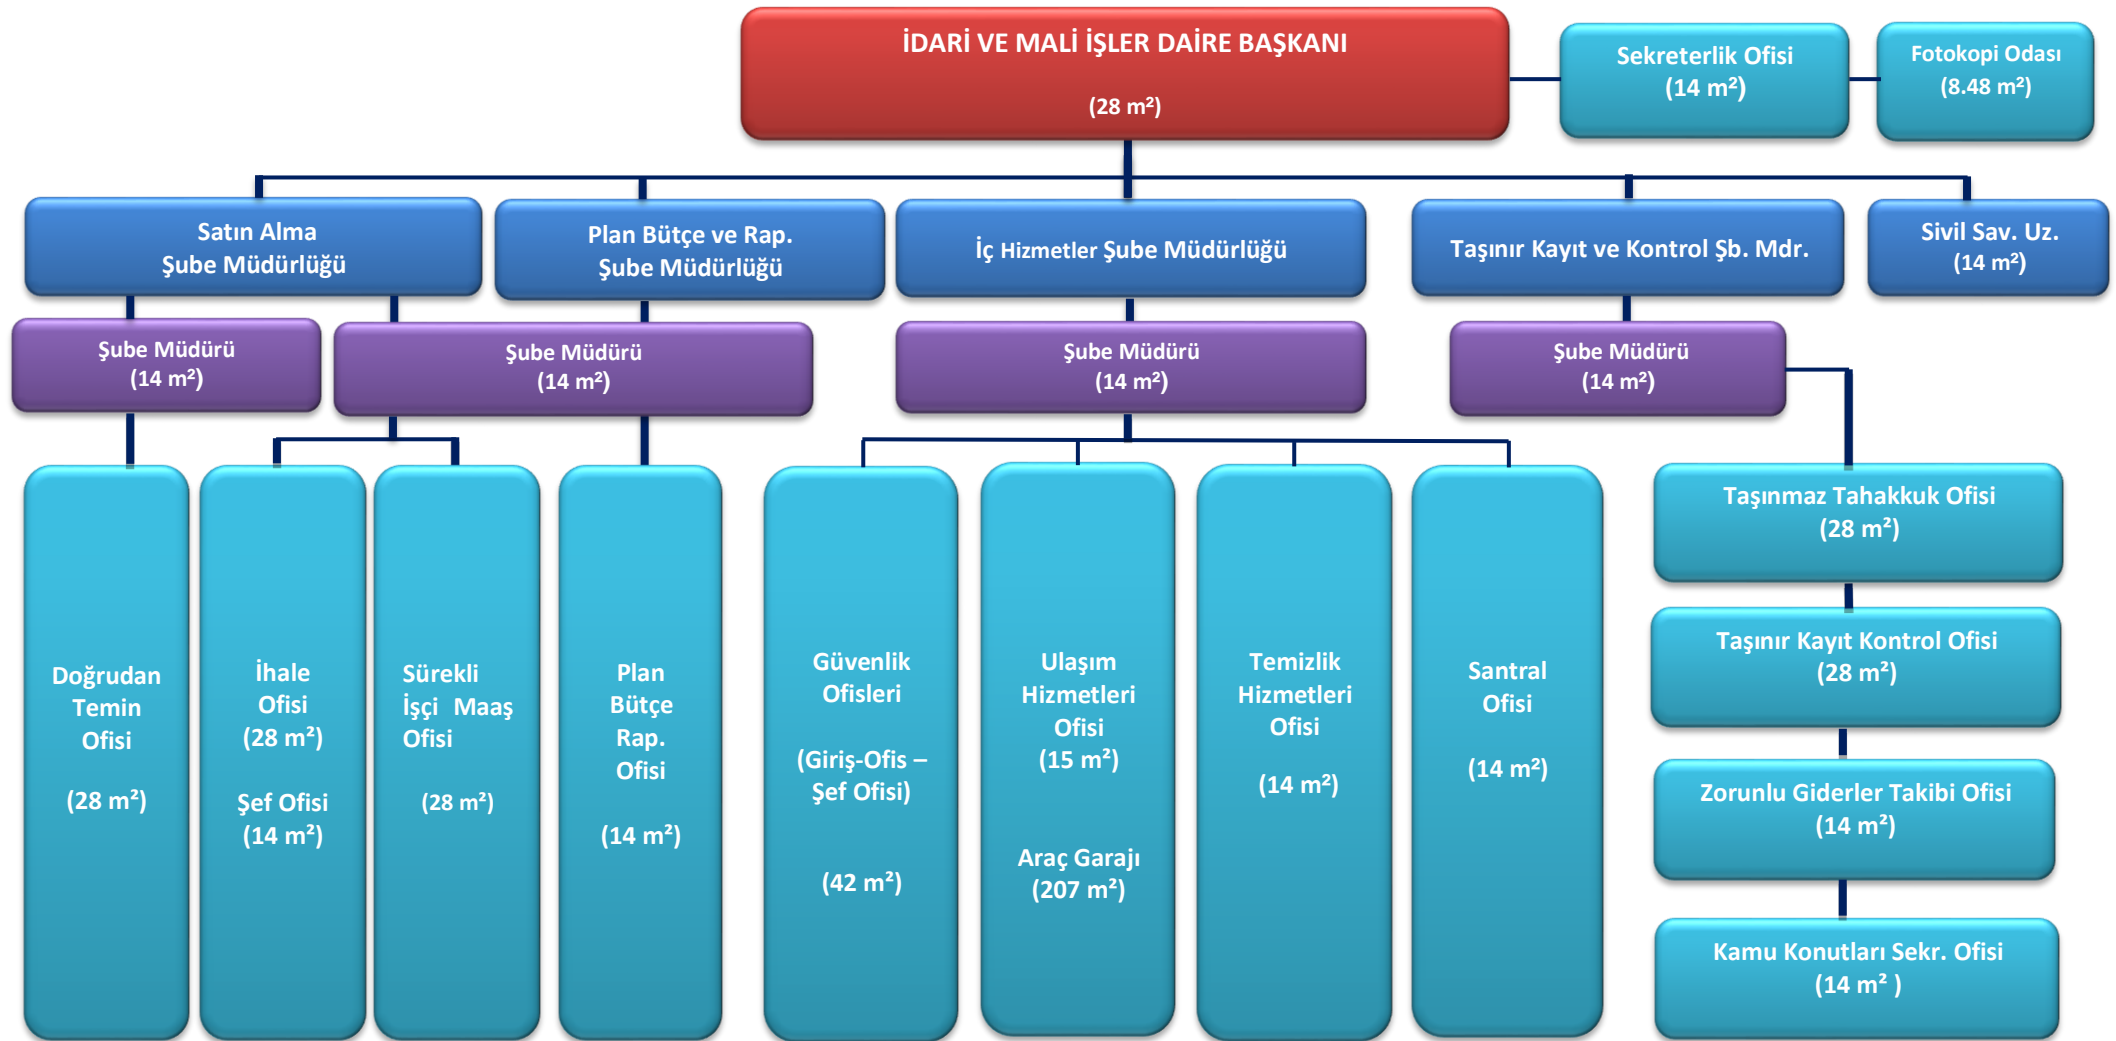 İDARİ VE MALİ İŞLER DAİRE BAŞKANI
(28 m²)
Sekreterlik Ofisi
(14 m²)
Fotokopi Odası
(8.48 m²)
Satın Alma
Şube Müdürlüğü
Plan Bütçe ve Rap.
Şube Müdürlüğü
İç Hizmetler Şube Müdürlüğü
Taşınır Kayıt ve Kontrol Şb. Mdr.
Sivil Sav. Uz.
(14 m²)
Şube Müdürü
(14 m²)
Şube Müdürü
(14 m²)
Şube Müdürü
(14 m²)
Şube Müdürü
(14 m²)
Doğrudan
Temin
Ofisi
(28 m²)
İhale
Ofisi
(28 m²)
Şef Ofisi
(14 m²)
Sürekli
İşçi Maaş
Ofisi
(28 m²)
Plan
Bütçe
Rap.
Ofisi
(14 m²)
Güvenlik
Ofisleri
(Giriş-Ofis –
Şef Ofisi)
(42 m²)
Ulaşım
Hizmetleri
Ofisi
(15 m²)
Araç Garajı
(207 m²)
Temizlik
Hizmetleri
Ofisi
(14 m²)
Santral
Ofisi
(14 m²)
Taşınmaz Tahakkuk Ofisi
(28 m²)
Taşınır Kayıt Kontrol Ofisi
(28 m²)
Zorunlu Giderler Takibi Ofisi
(14 m²)
Kamu Konutları Sekr. Ofisi
(14 m² )